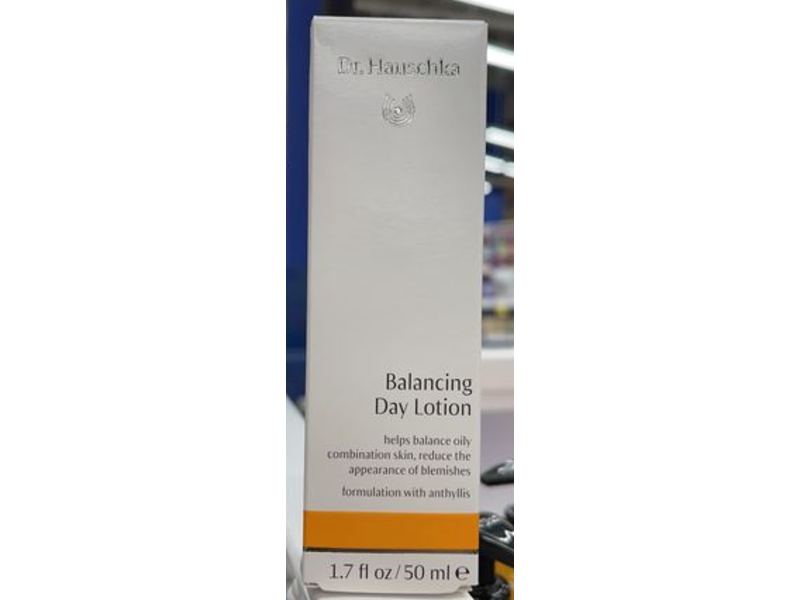 Dr. Hauschka
Balancing
Day Lotion
helps balance oily
combination skin, reduce the
appearance of blemishes
formulation with anthyllis
1.7 fl oz/50 ml ℮